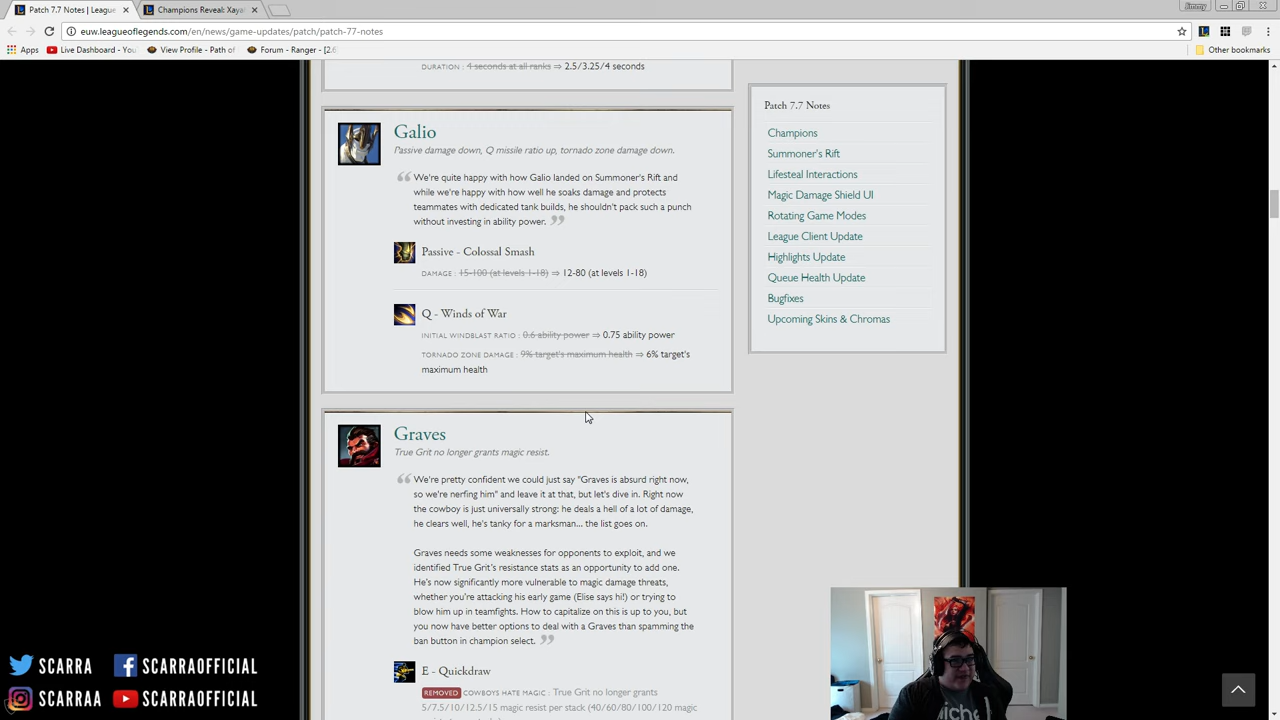 Patch 7.7 Notes | Leagu
Champions Reveal: Xaya
Jimmy
euw.leagueoflegends.com/en/news/game-updates/patch/patch-77-notes
Apps
Live Dashboard - You
View Profile - Path of
Forum - Ranger - [2.6
Other bookmarks
DURATION : 4 seconds at all ranks ⇒ 2.5/3.25/4 seconds
Galio
Passive damage down, Q missile ratio up, tornado zone damage down.
We're quite happy with how Galio landed on Summoner's Rift and
while we're happy with how well he soaks damage and protects
teammates with dedicated tank builds, he shouldn't pack such a punch
without investing in ability power.
Passive - Colossal Smash
DAMAGE : 15-100 (at levels 1-18) ⇒ 12-80 (at levels 1-18)
Q - Winds of War
INITIAL WINDBLAST RATIO : 0.6 ability power ⇒ 0.75 ability power
TORNADO ZONE DAMAGE : 9% target's maximum health ⇒ 6% target's
maximum health
Graves
True Grit no longer grants magic resist.
We're pretty confident we could just say "Graves is absurd right now,
so we're nerfing him" and leave it at that, but let's dive in. Right now
the cowboy is just universally strong: he deals a hell of a lot of damage,
he clears well, he's tanky for a marksman... the list goes on.
Graves needs some weaknesses for opponents to exploit, and we
identified True Grit's resistance stats as an opportunity to add one.
He's now significantly more vulnerable to magic damage threats,
whether you're attacking his early game (Elise says hi!) or trying to
blow him up in teamfights. How to capitalize on this is up to you, but
you now have better options to deal with a Graves than spamming the
ban button in champion select.
E - Quickdraw
REMOVED COWBOYS HATE MAGIC : True Grit no longer grants
5/7.5/10/12.5/15 magic resist per stack (40/60/80/100/120 magic
Patch 7.7 Notes
Champions
Summoner's Rift
Lifesteal Interactions
Magic Damage Shield UI
Rotating Game Modes
League Client Update
Highlights Update
Queue Health Update
Bugfixes
Upcoming Skins & Chromas
SCARRA
SCARRAOFFICIAL
SCARRAA
SCARRAOFFICIAL